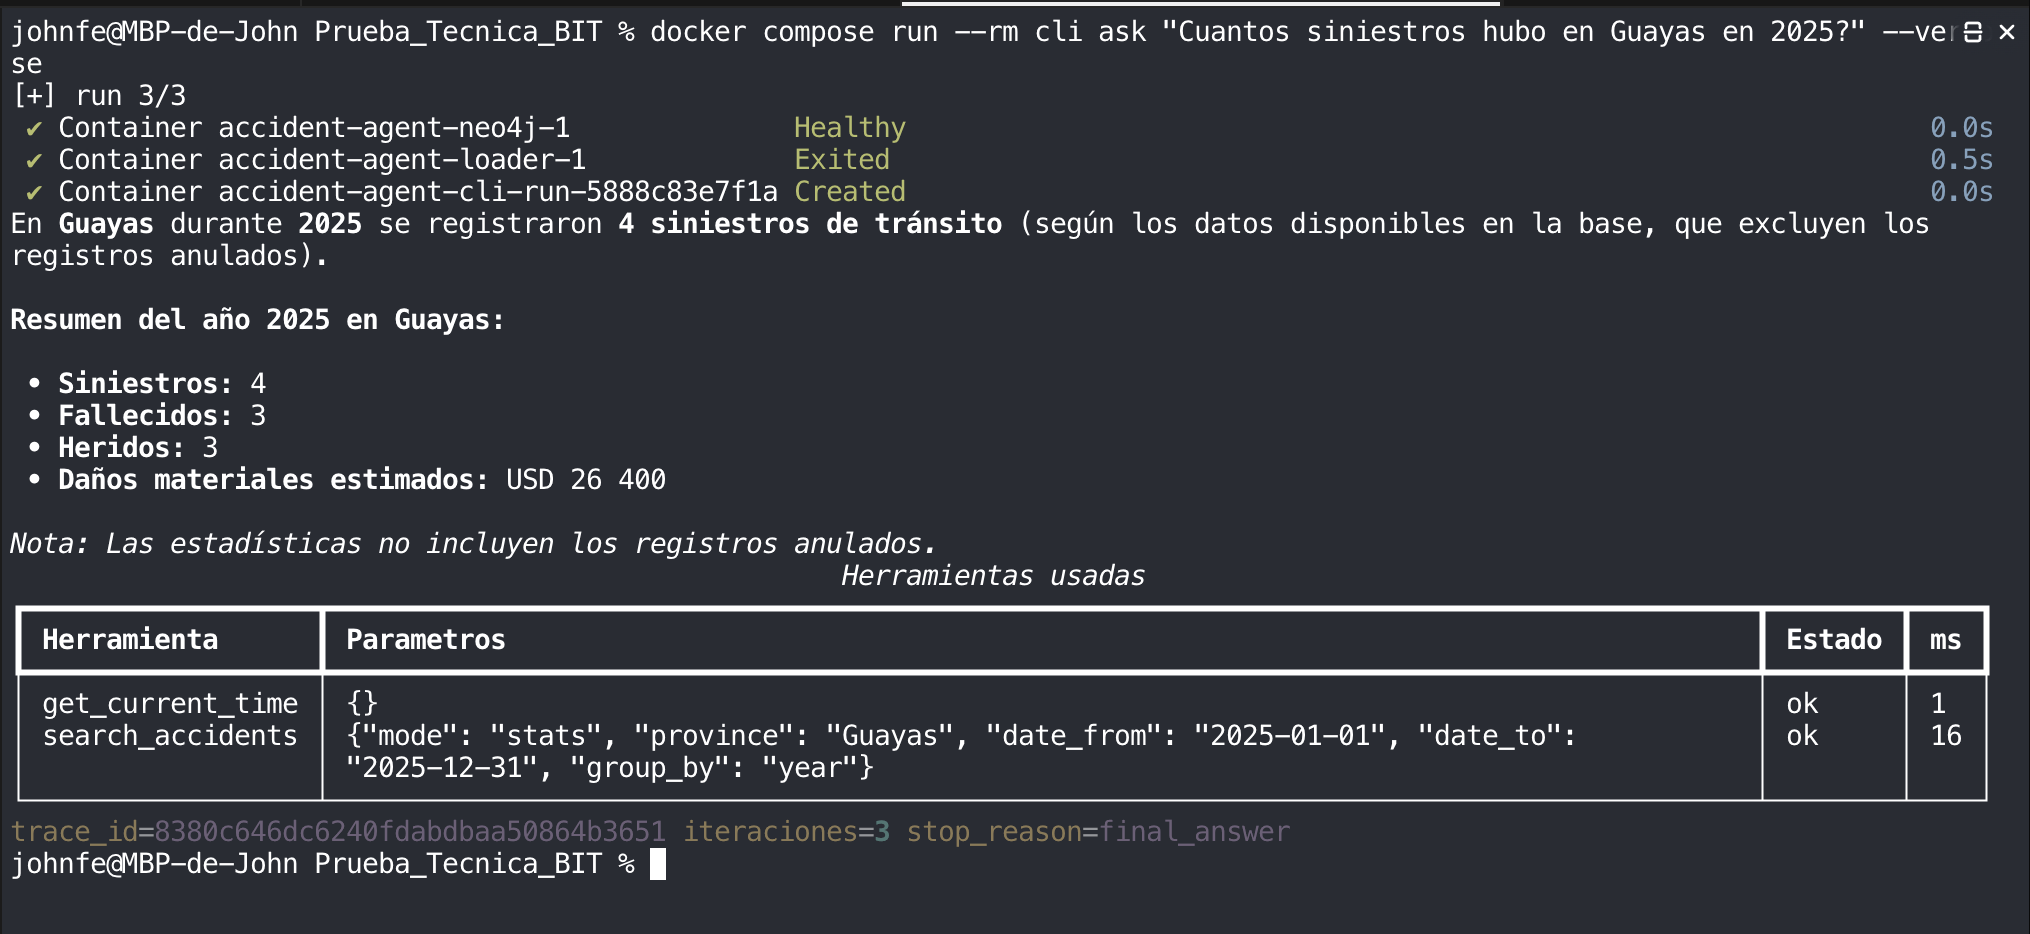 johnfe@MBP-de-John Prueba_Tecnica_BIT % docker compose run --rm cli ask "Cuantos siniestros hubo en Guayas en 2025?" --ver
se
[+] run 3/3
✔ Container accident-agent-neo4j-1 Healthy 0.0s
✔ Container accident-agent-loader-1 Exited 0.5s
✔ Container accident-agent-cli-run-5888c83e7f1a Created 0.0s
En Guayas durante 2025 se registraron 4 siniestros de tránsito (según los datos disponibles en la base, que excluyen los
registros anulados).
Resumen del año 2025 en Guayas:
• Siniestros: 4
• Fallecidos: 3
• Heridos: 3
• Daños materiales estimados: USD 26 400
Nota: Las estadísticas no incluyen los registros anulados.
Herramientas usadas
Herramienta Parametros Estado ms
get_current_time {} ok 1
search_accidents {"mode": "stats", "province": "Guayas", "date_from": "2025-01-01", "date_to": ok 16
"2025-12-31", "group_by": "year"}
trace_id=8380c646dc6240fdabdbaa50864b3651 iteraciones=3 stop_reason=final_answer
johnfe@MBP-de-John Prueba_Tecnica_BIT %